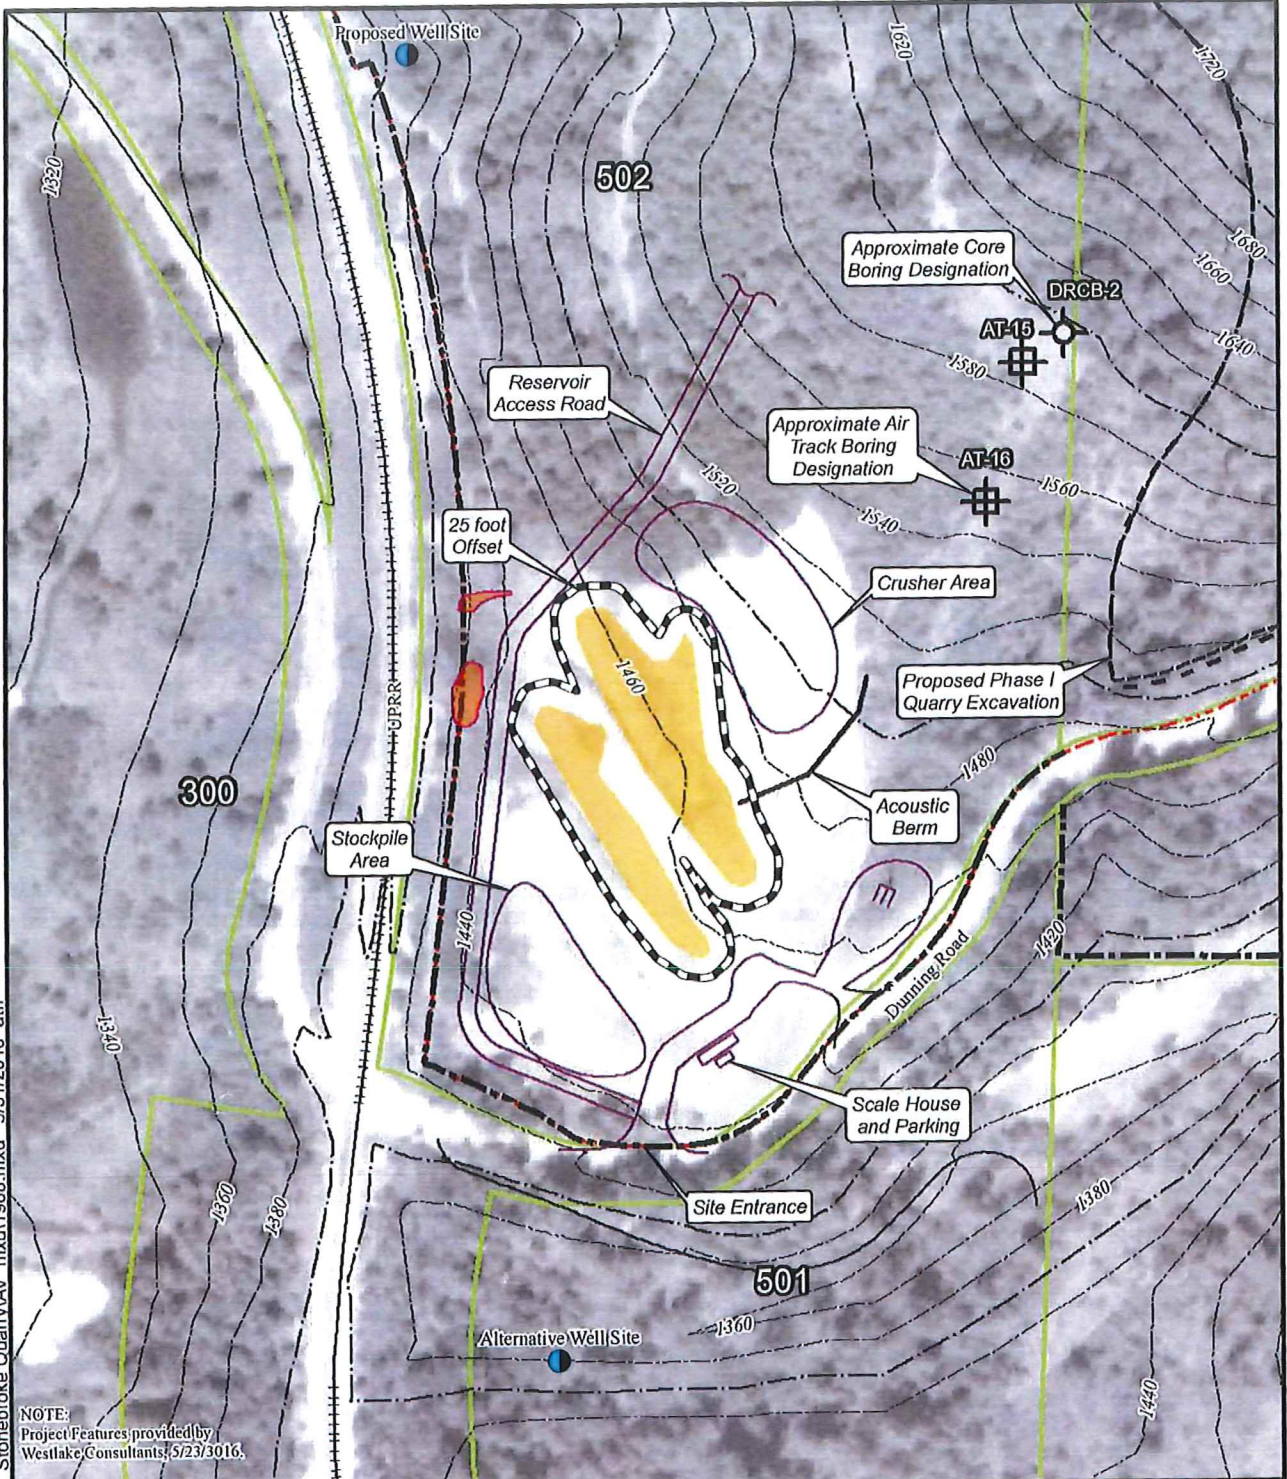 Proposed Well Site
1620
1720
1320
502
Approximate Core
Boring Designation
1680
1660
DRCB-2
AT-15
1640
1580
Reservoir
Access Road
Approximate Air
Track Boring
Designation
AT-16
1520
1560
1540
25 foot
Offset
Crusher Area
1460
Proposed Phase I
Quarry Excavation
UPRR
300
1480
Acoustic
Berm
Stockpile
Area
E
1440
1420
Dunning Road
1340
Scale House
and Parking
1360
1380
Site Entrance
1380
501
1360
Alternative Well Site
1440
NOTE:
Project Features provided by
Westlake Consultants, 5/23/3016.